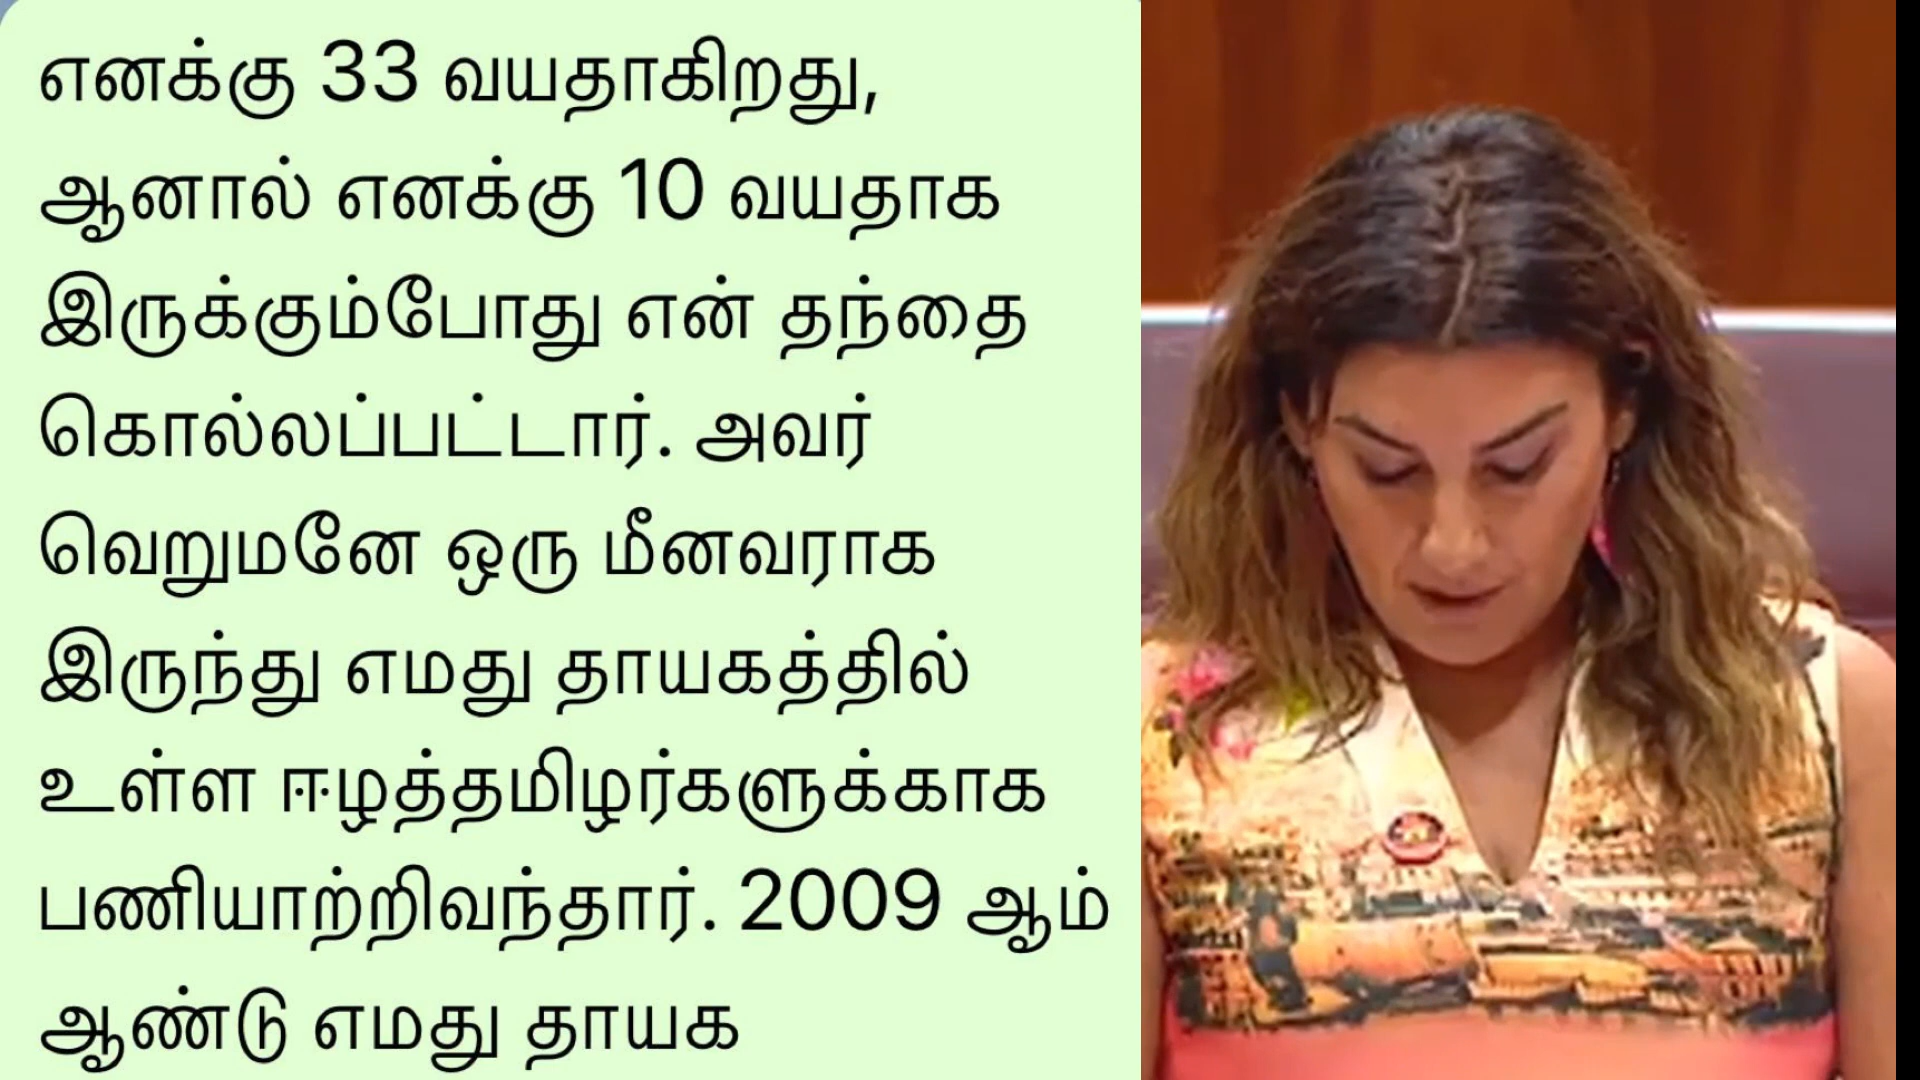 எனக்கு 33 வயதாகிறது,
ஆனால் எனக்கு 10 வயதாக
இருக்கும்போது என் தந்தை
கொல்லப்பட்டார். அவர்
வெறுமனே ஒரு மீனவராக
இருந்து எமது தாயகத்தில்
உள்ள ஈழத்தமிழர்களுக்காக
பணியாற்றிவந்தார். 2009 ஆம்
ஆண்டு எமது தாயக